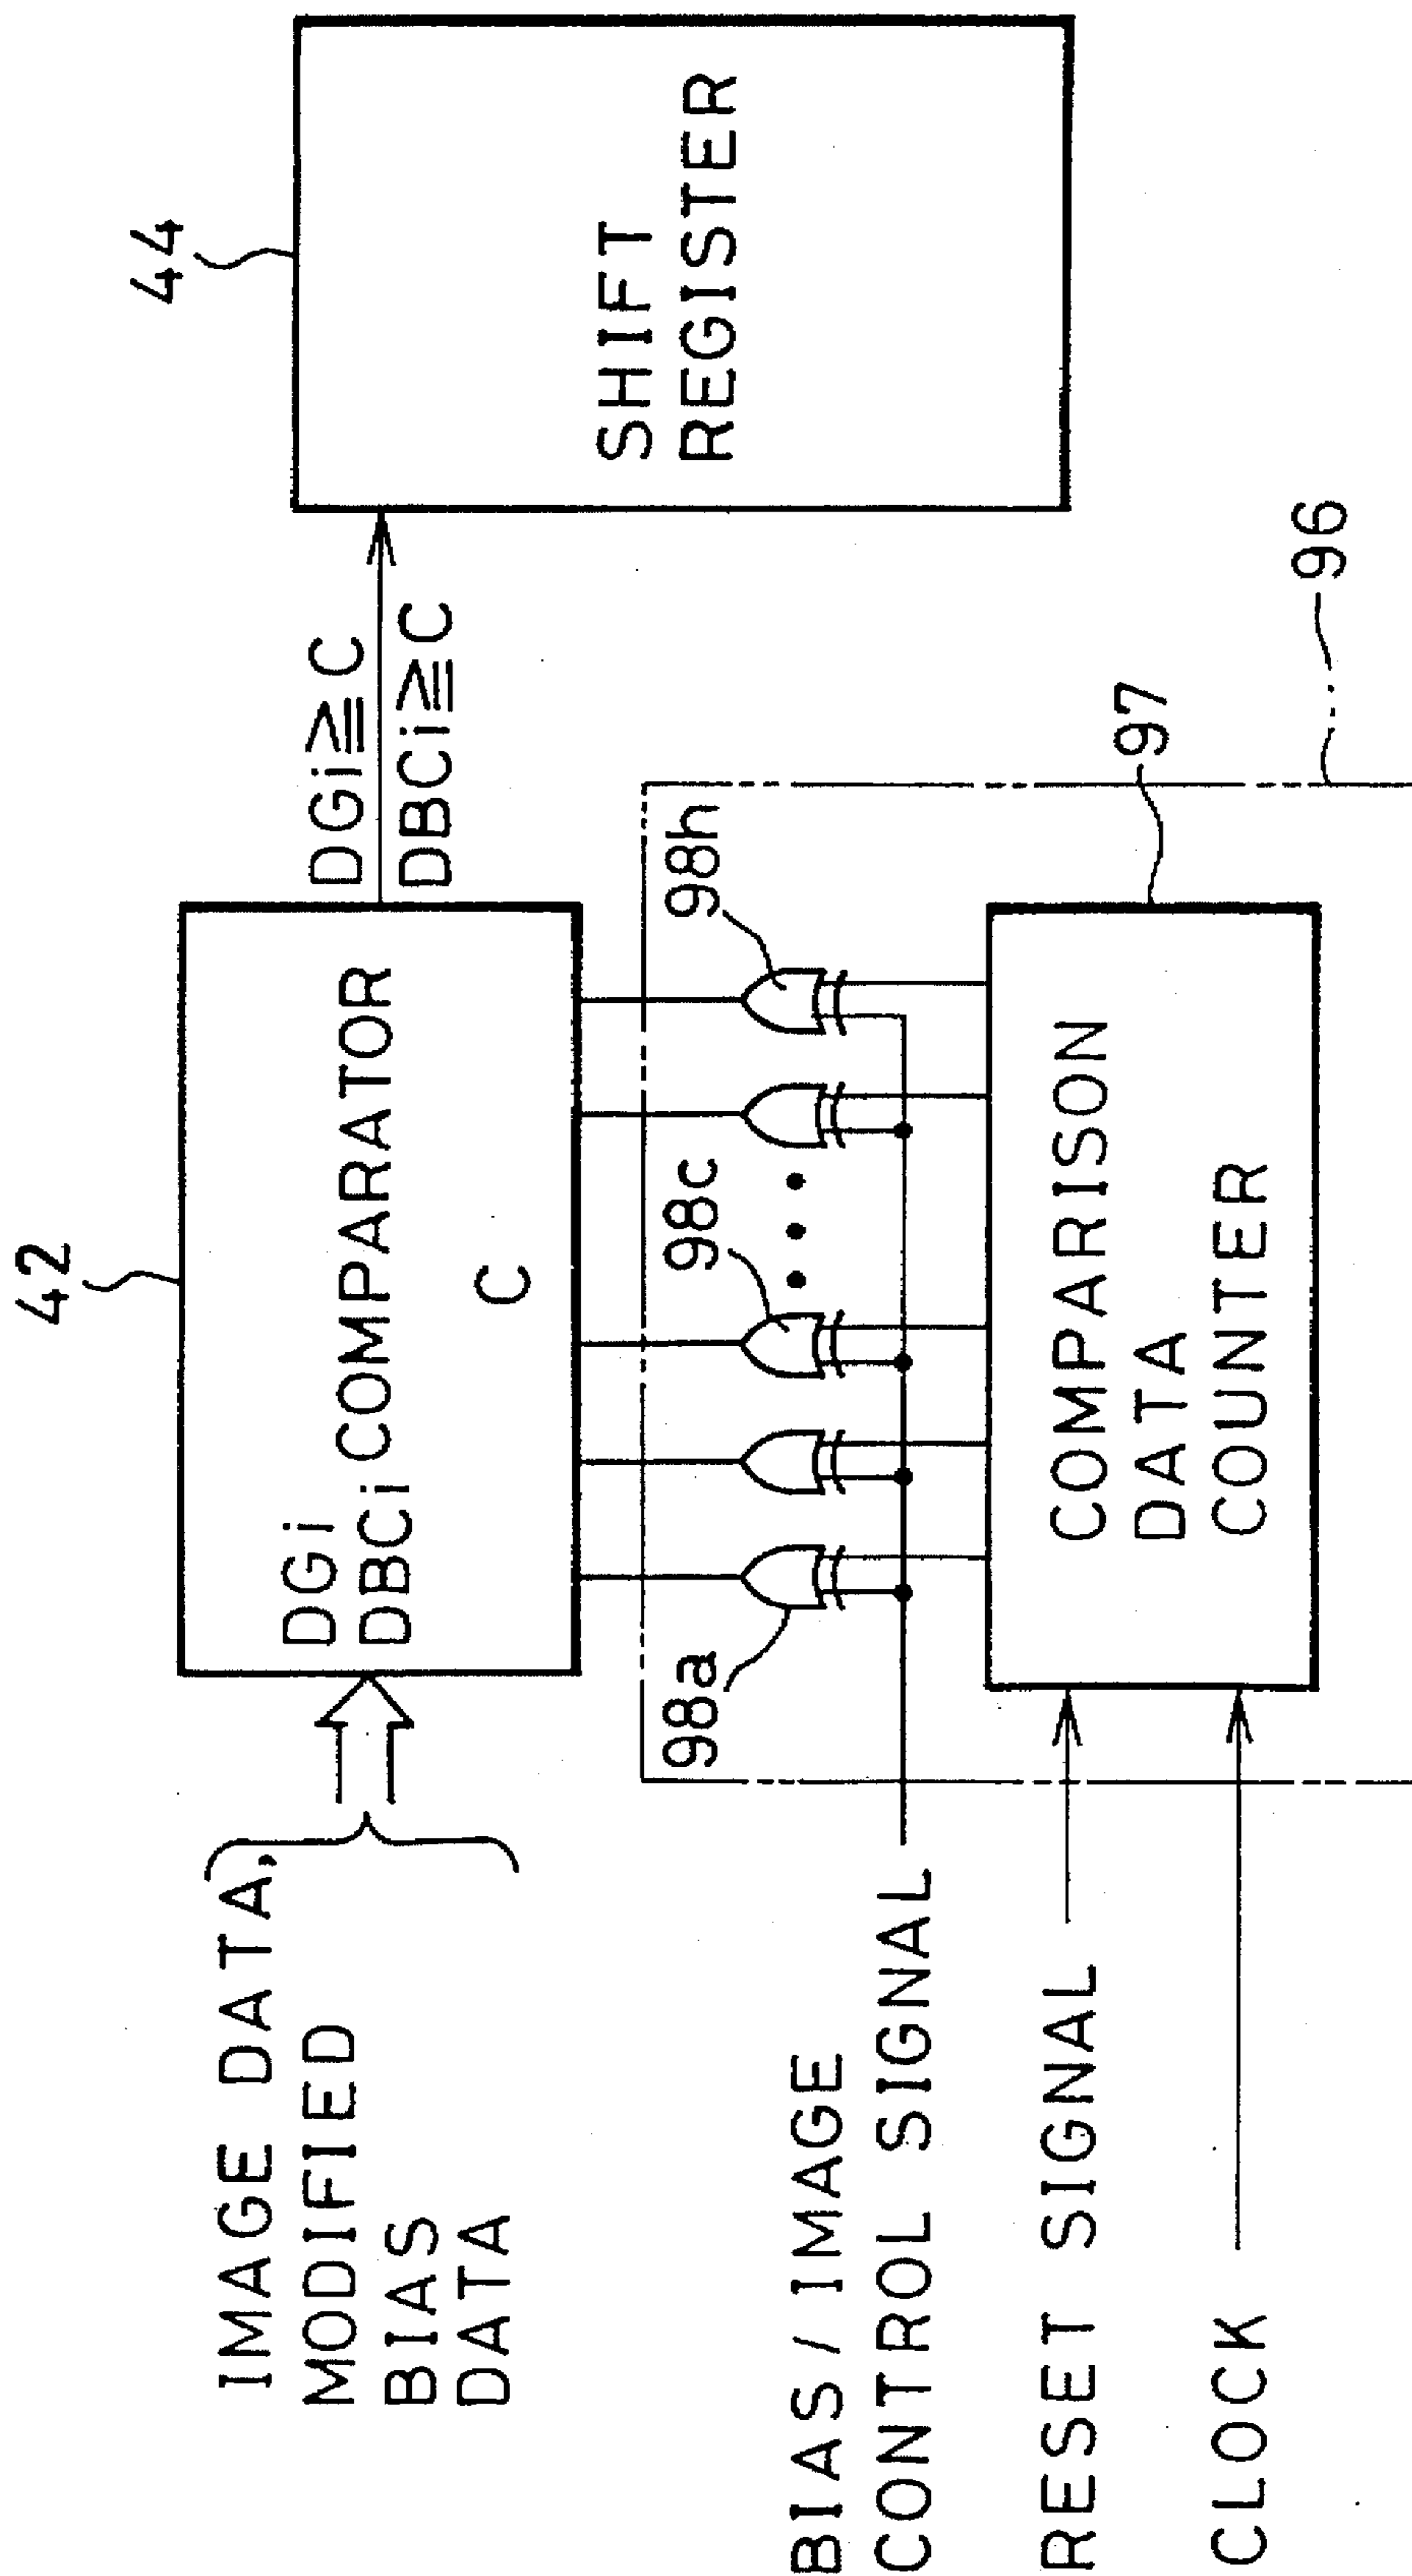 42
44
IMAGE DATA,
MODIFIED
BIAS
DATA
DGi
DBCi
COMPARATOR
C
DGi≧C
DBCi≧C
SHIFT
REGISTER
98a
98c
98h
96
BIAS/IMAGE
CONTROL SIGNAL
RESET SIGNAL
CLOCK
COMPARISON
DATA
COUNTER
97